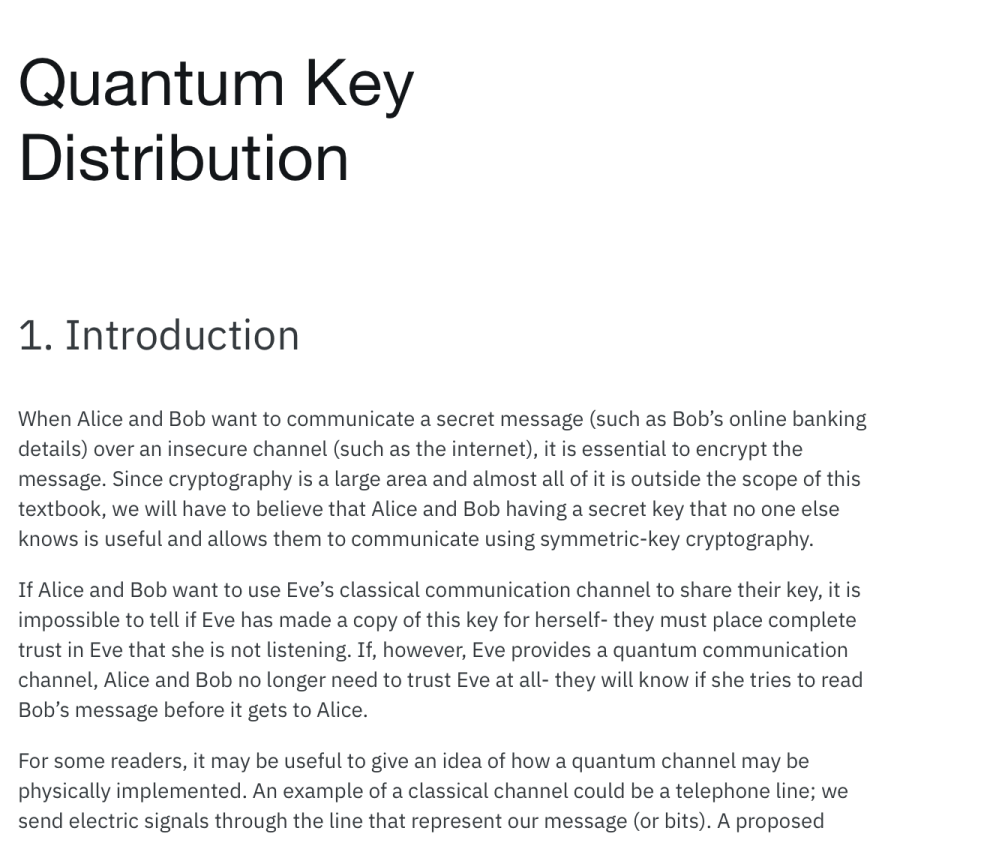 Quantum Key
Distribution
1. Introduction
When Alice and Bob want to communicate a secret message (such as Bob’s online banking
details) over an insecure channel (such as the internet), it is essential to encrypt the
message. Since cryptography is a large area and almost all of it is outside the scope of this
textbook, we will have to believe that Alice and Bob having a secret key that no one else
knows is useful and allows them to communicate using symmetric-key cryptography.
If Alice and Bob want to use Eve’s classical communication channel to share their key, it is
impossible to tell if Eve has made a copy of this key for herself- they must place complete
trust in Eve that she is not listening. If, however, Eve provides a quantum communication
channel, Alice and Bob no longer need to trust Eve at all- they will know if she tries to read
Bob’s message before it gets to Alice.
For some readers, it may be useful to give an idea of how a quantum channel may be
physically implemented. An example of a classical channel could be a telephone line; we
send electric signals through the line that represent our message (or bits). A proposed